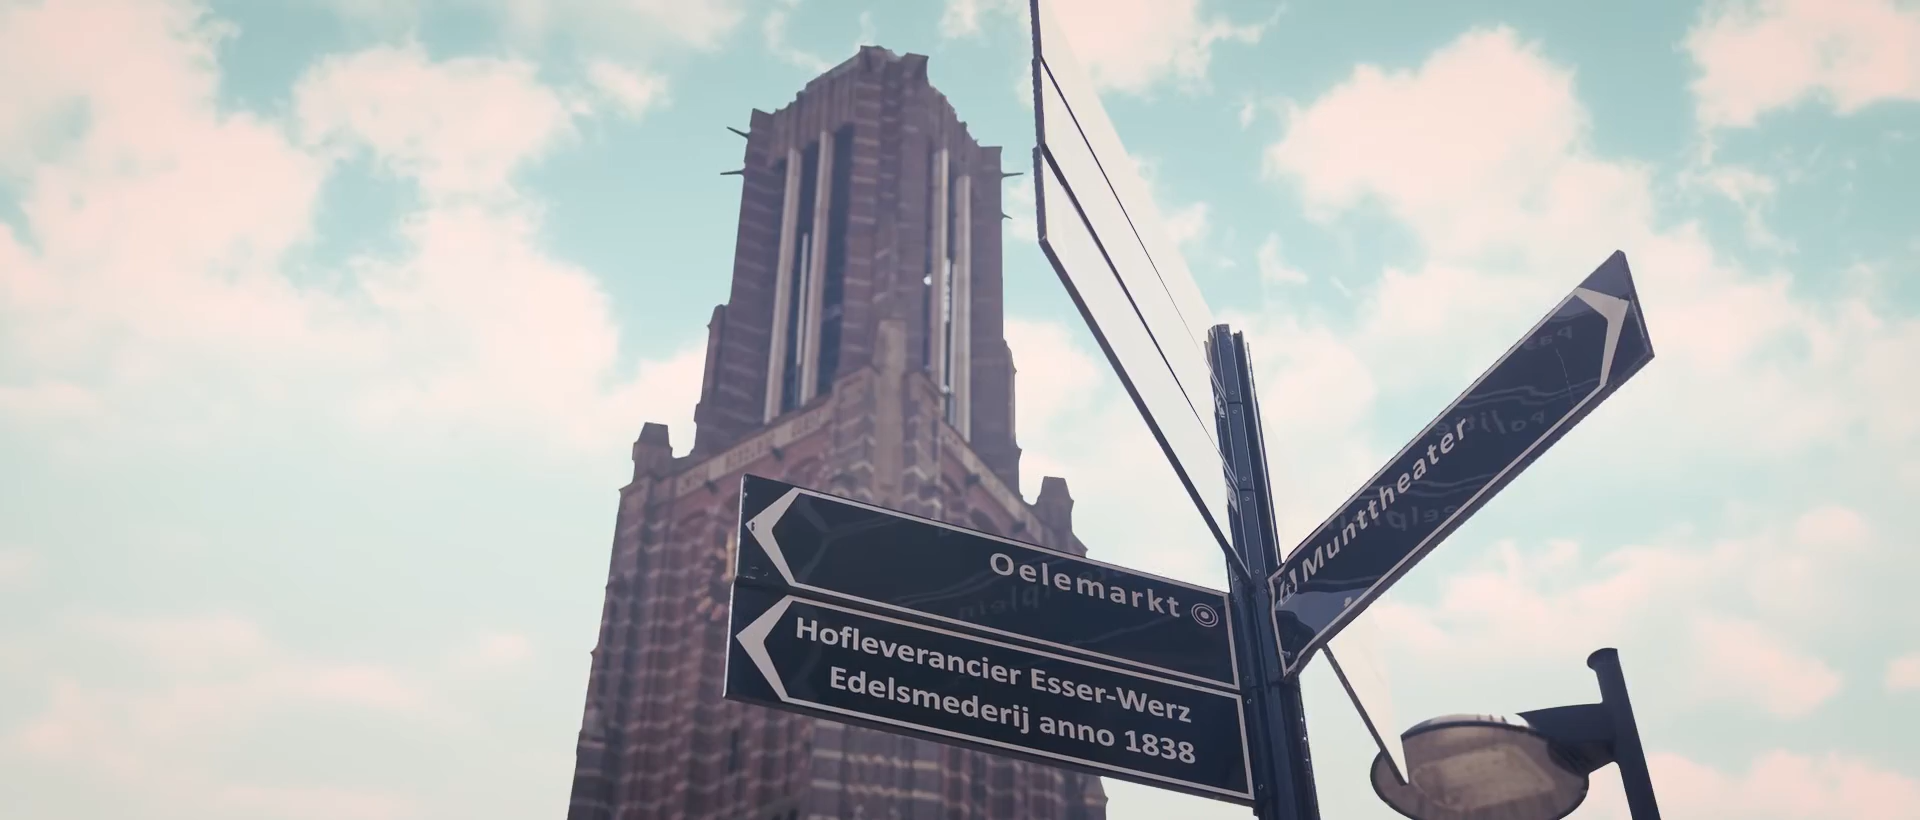 Oelemarkt
Hofleverancier Esser-Werz
Edelsmederij anno 1838
Munttheater